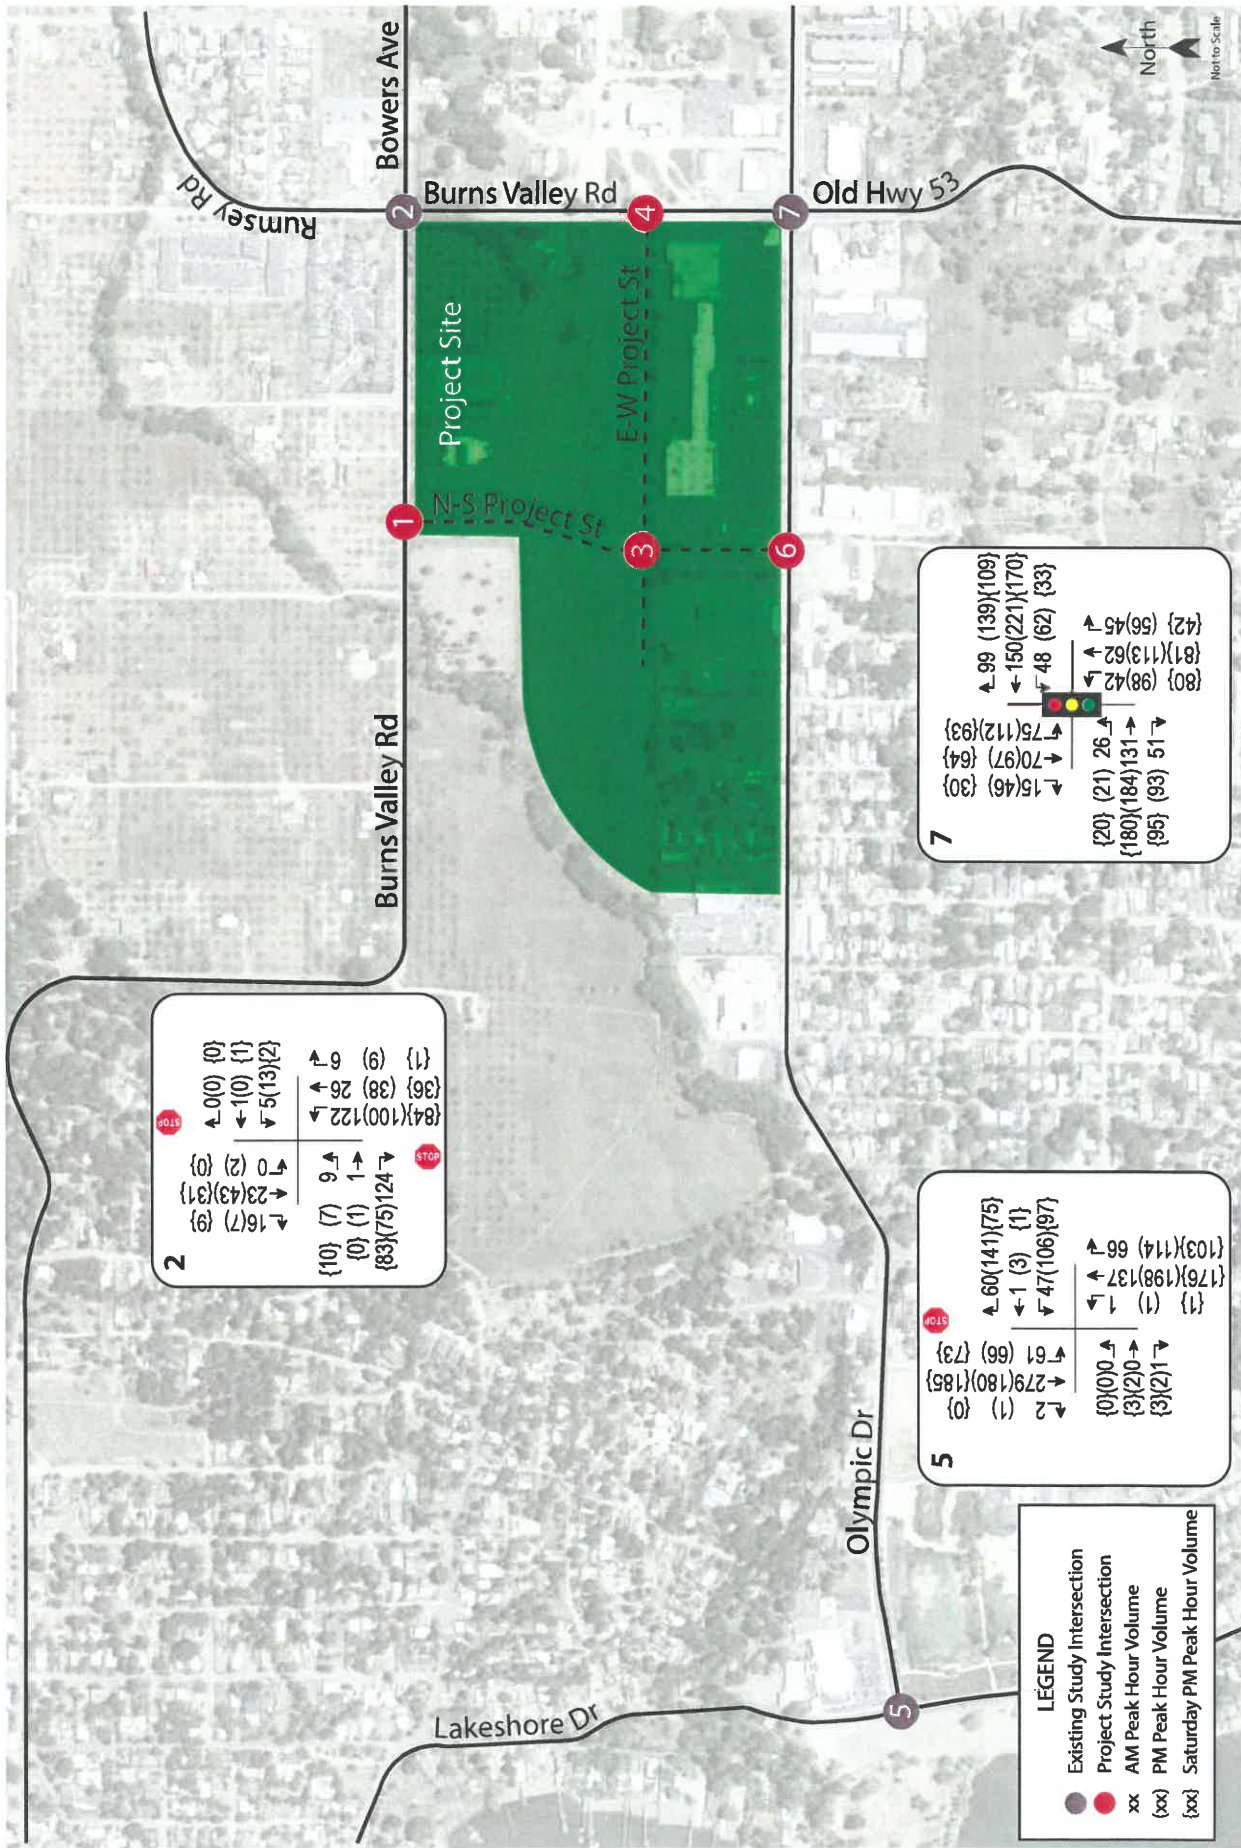 Rumsey Rd
Bowers Ave
Burns Valley Rd
Burns Valley Rd
Old Hwy 53
Project Site
N-S Project St
E-W Project St
Olympic Dr
Lakeshore Dr
1
2
3
4
5
6
7
North
Not to Scale
2
STOP
16(7) {9}
23(43){31}
0 (2) {0}
0(0) {0}
1(0) {1}
5(13){2}
{10} (7) 9
{0} (1) 1
{83}(75)124
STOP
{84}(100)122
{36} (38) 26
{1} (9) 6
5
STOP
2 (1) {0}
279(180){185}
61 (66) {73}
60(141){75}
1 (3) {1}
47(106){97}
{0}(0)0
{3}(2)0
{3}(2)1
{1} (1) 1
{176}(198)137
{103}(114) 66
7
15(46) {30}
70(97) {64}
75(112){93}
99 (139){109}
150(221){170}
48 (62) {33}
{20} (21) 26
{180}(184)131
{95} (93) 51
{80} (98)42
{81}(113)62
{42} (56)45
LEGEND
Existing Study Intersection
Project Study Intersection
xx AM Peak Hour Volume
(xx) PM Peak Hour Volume
{xx} Saturday PM Peak Hour Volume